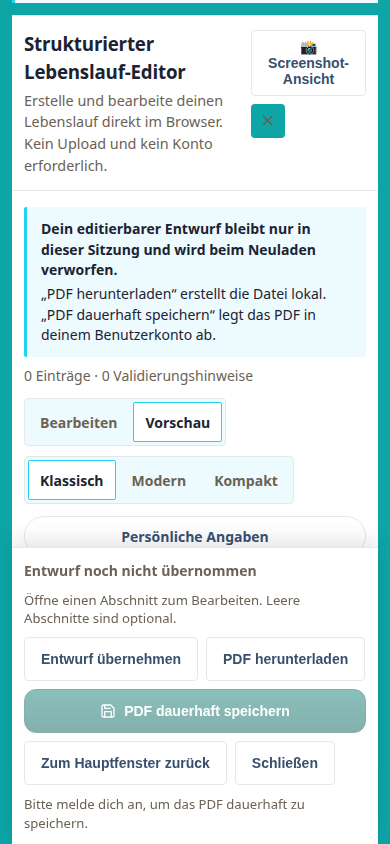 Strukturierter
Lebenslauf-Editor
Erstelle und bearbeite deinen
Lebenslauf direkt im Browser.
Kein Upload und kein Konto
erforderlich.
📸
Screenshot-
Ansicht
✕
Dein editierbarer Entwurf bleibt nur in
dieser Sitzung und wird beim Neuladen
verworfen.
„PDF herunterladen“ erstellt die Datei lokal.
„PDF dauerhaft speichern“ legt das PDF in
deinem Benutzerkonto ab.
0 Einträge · 0 Validierungshinweise
Bearbeiten Vorschau
Klassisch Modern Kompakt
Persönliche Angaben
Entwurf noch nicht übernommen
Öffne einen Abschnitt zum Bearbeiten. Leere
Abschnitte sind optional.
Entwurf übernehmen PDF herunterladen
PDF dauerhaft speichern
Zum Hauptfenster zurück Schließen
Bitte melde dich an, um das PDF dauerhaft zu
speichern.